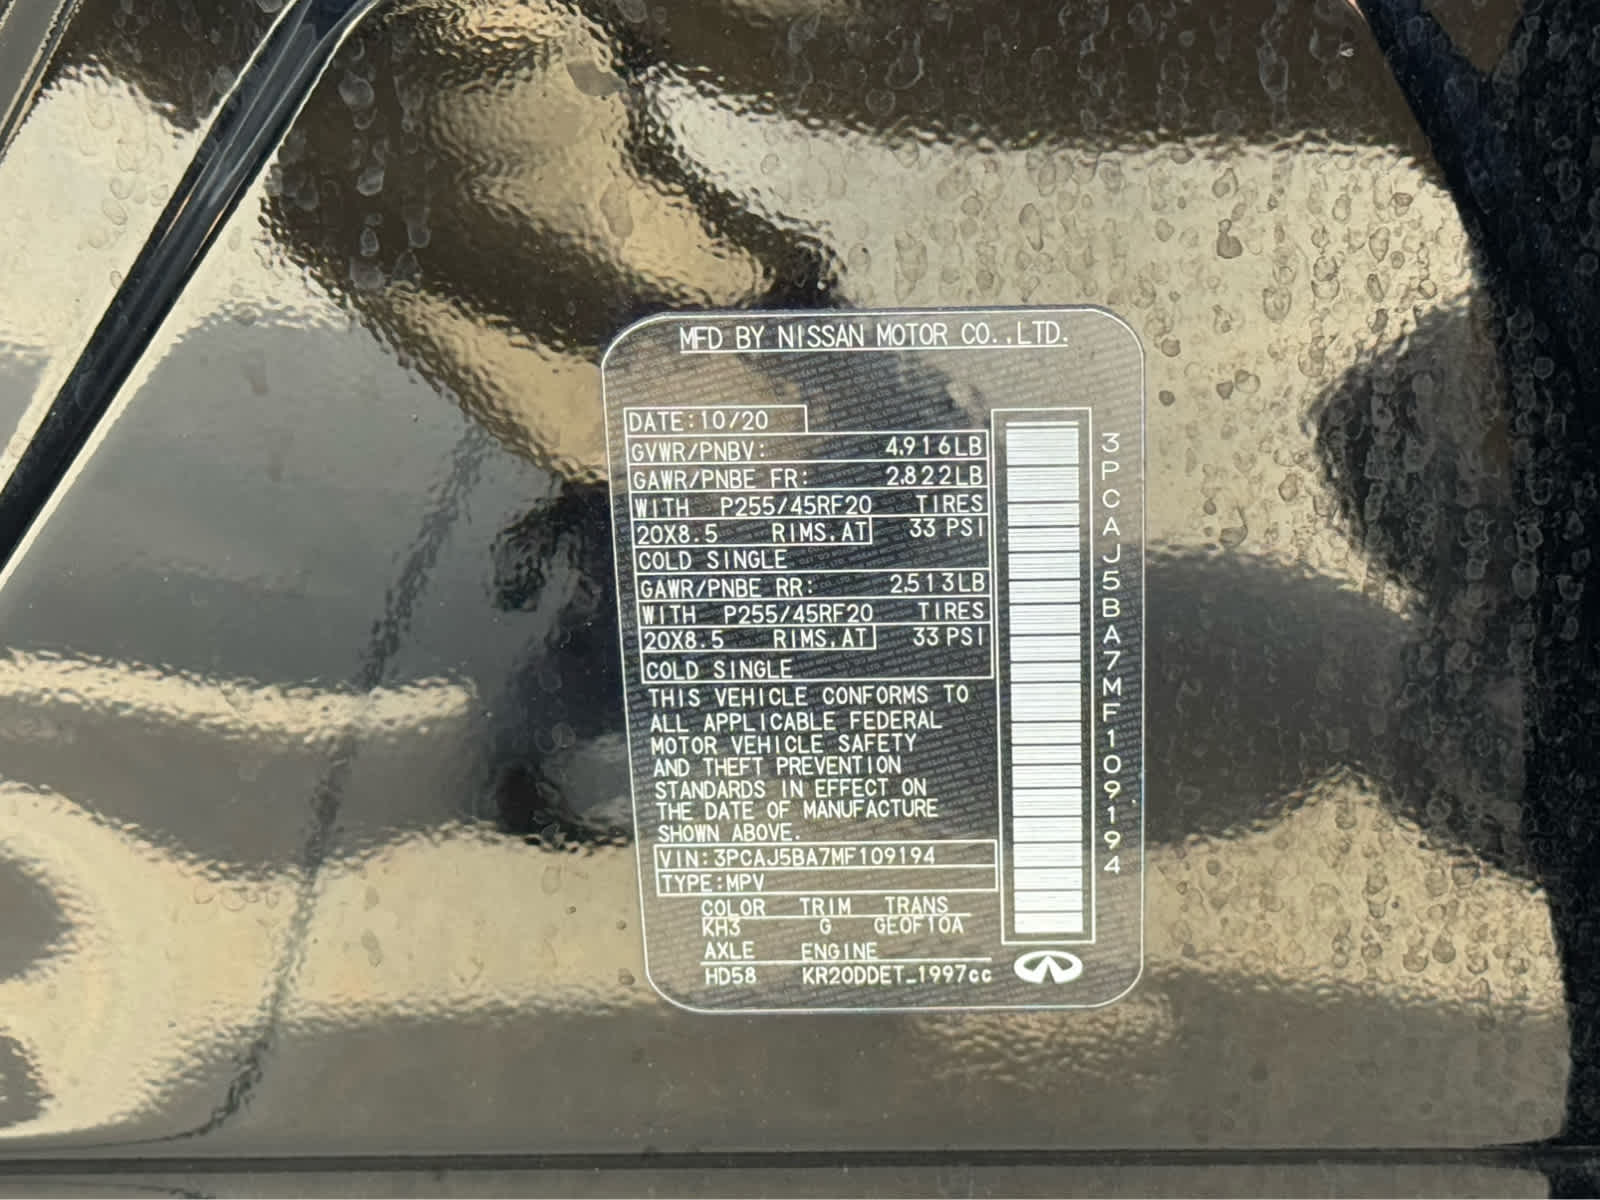 MFD BY NISSAN MOTOR CO.,LTD.
DATE:10/20
GVWR/PNBV: 4,916LB
GAWR/PNBE FR: 2,822LB
WITH P255/45RF20 TIRES
20X8.5 RIMS,AT 33 PSI
COLD SINGLE
GAWR/PNBE RR: 2,513LB
WITH P255/45RF20 TIRES
20X8.5 RIMS,AT 33 PSI
COLD SINGLE
THIS VEHICLE CONFORMS TO
ALL APPLICABLE FEDERAL
MOTOR VEHICLE SAFETY
AND THEFT PREVENTION
STANDARDS IN EFFECT ON
THE DATE OF MANUFACTURE
SHOWN ABOVE.
VIN:3PCAJ5BA7MF109194
TYPE:MPV
COLOR TRIM TRANS
KH3 G GE0F10A
AXLE ENGINE
HD58 KR20DDET_1997cc
3PCAJ5BA7MF109194